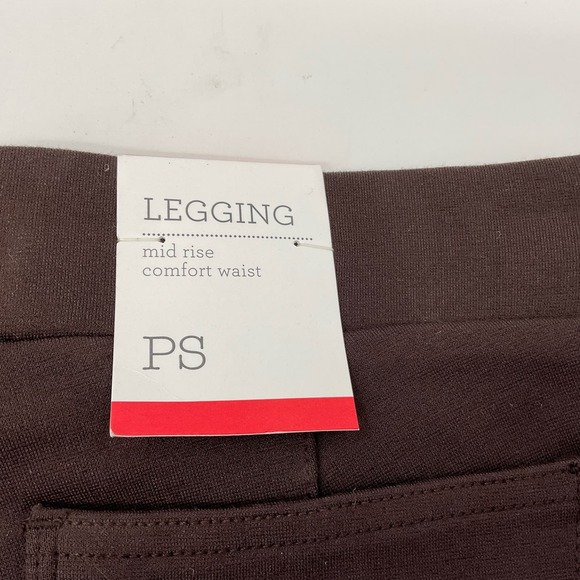 LEGGING
mid rise
comfort waist
PS